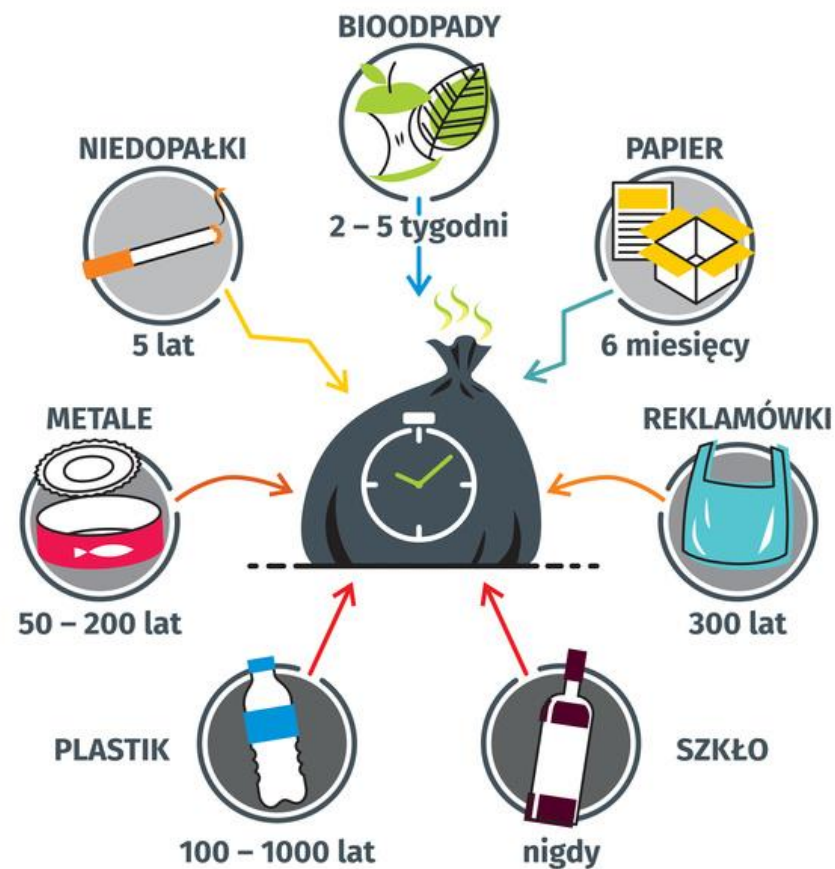 BIOODPADY
2 – 5 tygodni
NIEDOPAŁKI
5 lat
PAPIER
6 miesięcy
METALE
50 – 200 lat
REKLAMÓWKI
300 lat
PLASTIK
100 – 1000 lat
SZKŁO
nigdy